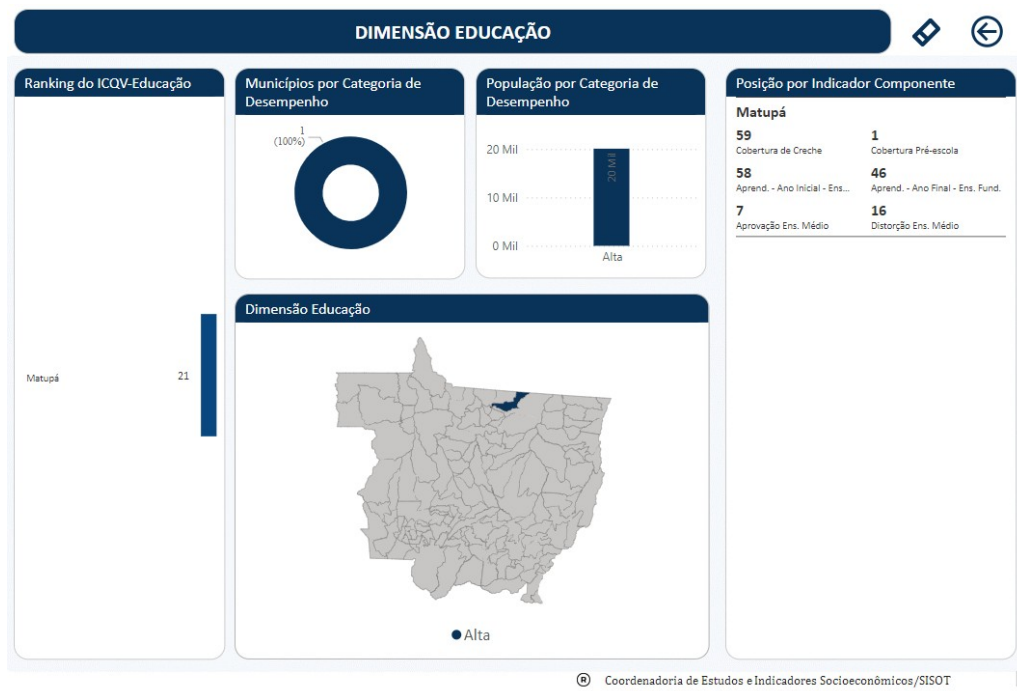 DIMENSÃO EDUCAÇÃO
Ranking do ICQV-Educação
Matupá
21
Municípios por Categoria de
Desempenho
1
(100%)
População por Categoria de
Desempenho
20 Mil
10 Mil
0 Mil
20 Mil
Alta
Dimensão Educação
Alta
Posição por Indicador Componente
Matupá
59
Cobertura de Creche
1
Cobertura Pré-escola
58
Aprend. - Ano Inicial - Ens...
46
Aprend. - Ano Final - Ens. Fund.
7
Aprovação Ens. Médio
16
Distorção Ens. Médio
® Coordenadoria de Estudos e Indicadores Socioeconômicos/SISOT